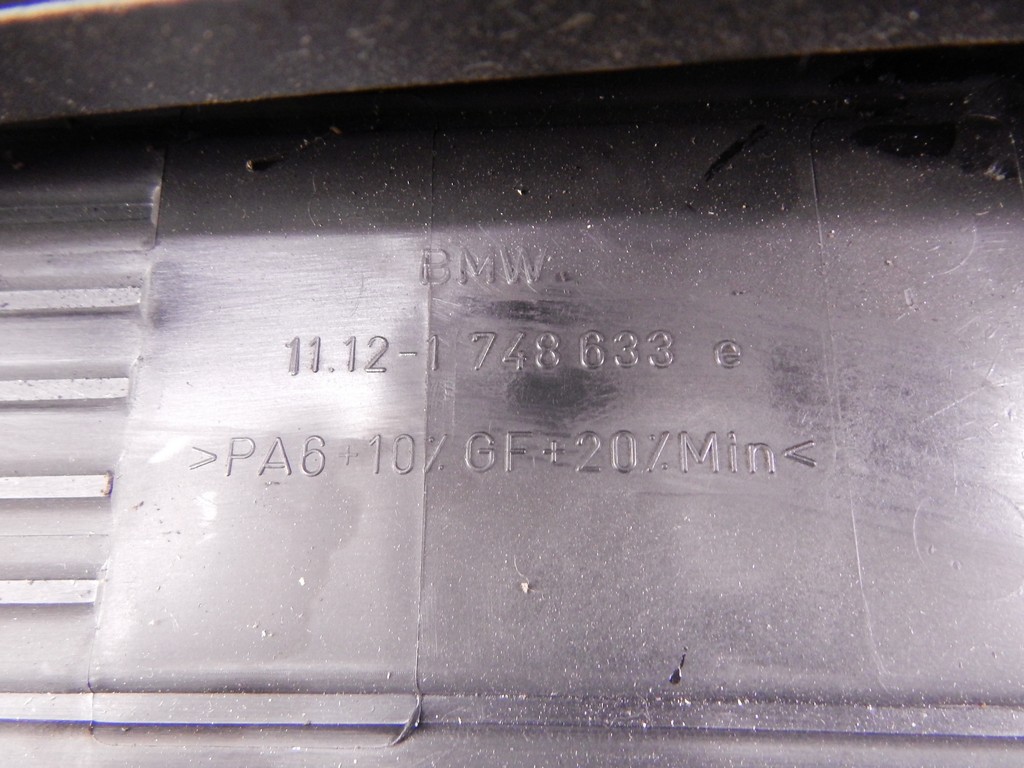 BMW
11.12-1 748 633 e
>PA6+10% GF+20%Min<